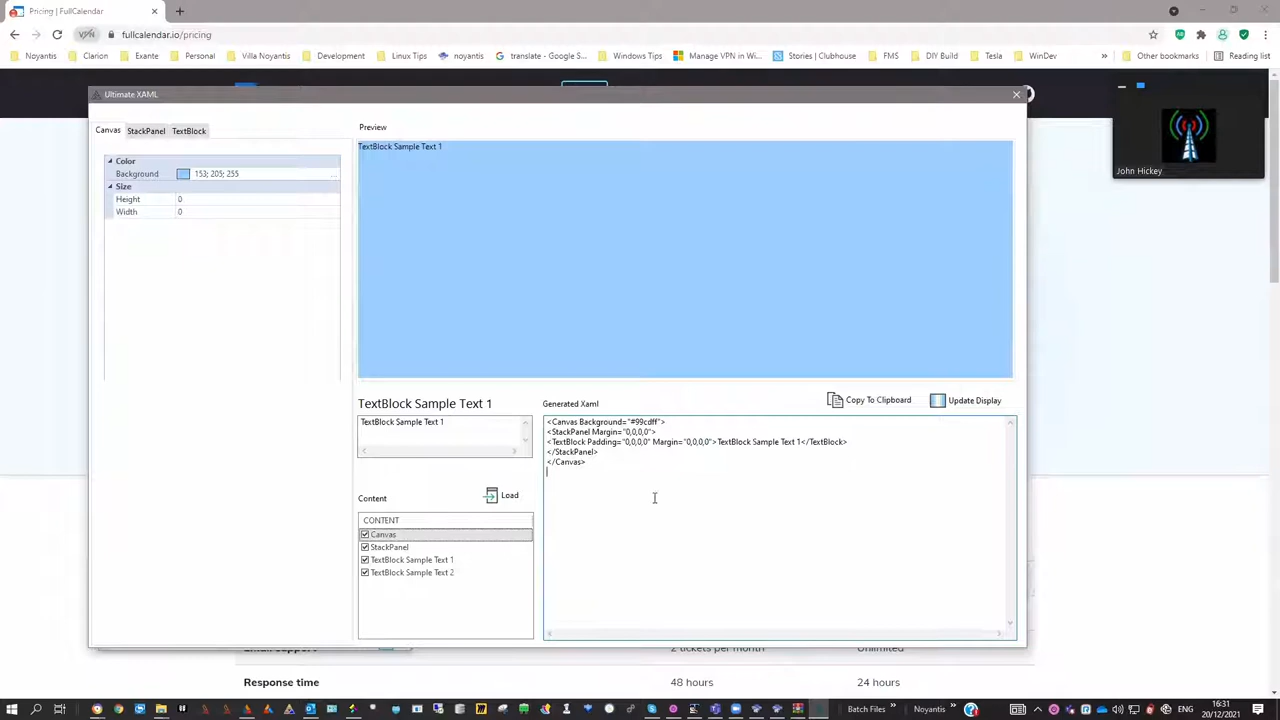 Pricing | FullCalendar
VPN
fullcalendar.io/pricing
Noyantis
Clarion
Exante
Personal
Villa Noyantis
Development
Linux Tips
noyantis
translate - Google S...
Windows Tips
Manage VPN in Wi...
Stories | Clubhouse
FMS
DIY Build
Tesla
WinDev
»
Other bookmarks
Reading list
Ultimate XAML
John Hickey
Canvas
StackPanel
TextBlock
Preview
Color
Background
153; 205; 255
...
Size
Height
0
Width
0
TextBlock Sample Text 1
TextBlock Sample Text 1
TextBlock Sample Text 1
Generated Xaml
Copy To Clipboard
Update Display
<Canvas Background="#99cdff">
<StackPanel Margin="0,0,0,0">
<TextBlock Padding="0,0,0,0" Margin="0,0,0,0">TextBlock Sample Text 1</TextBlock>
</StackPanel>
</Canvas>
Content
Load
CONTENT
Canvas
StackPanel
TextBlock Sample Text 1
TextBlock Sample Text 2
Email support
2 tickets per month
Unlimited
Response time
48 hours
24 hours
Batch Files
»
Noyantis
»
ENG
16:31
20/12/2021